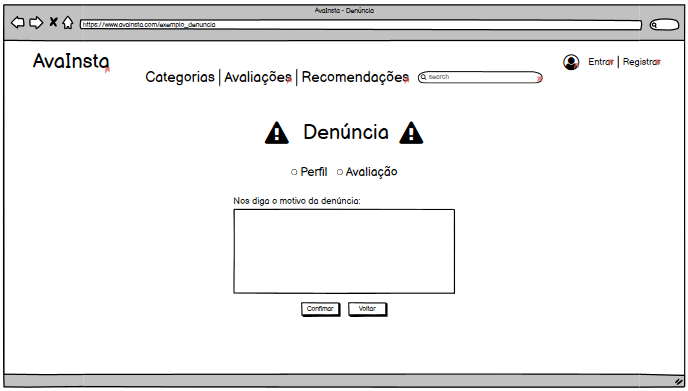 AvaInsta - Denúncia
https://www.avainsta.com/exemplo_denuncia
AvaInsta
Entrar | Registrar
Categorias | Avaliações | Recomendações
search
Denúncia
Perfil
Avaliação
Nos diga o motivo da denúncia:
Confimar
Voltar